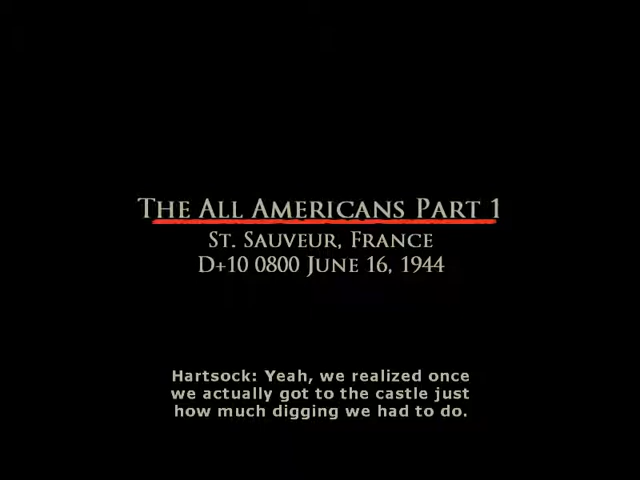 The All Americans Part 1
St. Sauveur, France
D+10 0800 June 16, 1944
Hartsock: Yeah, we realized once
we actually got to the castle just
how much digging we had to do.